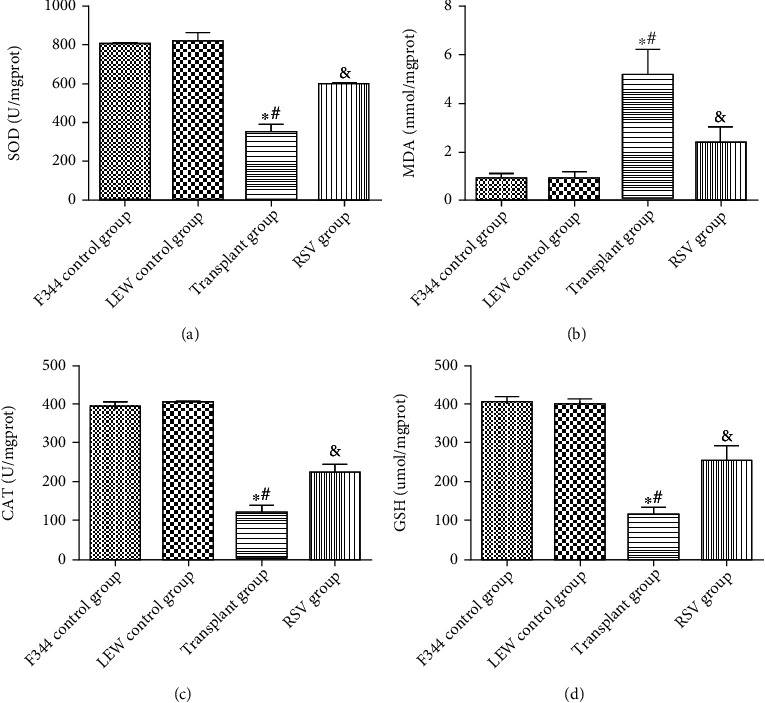 SOD (U/mgprot)
1000
800
600
400
200
0
*#
&
F344 control group
LEW control group
Transplant group
RSV group
(a)
MDA (mmol/mgprot)
8
6
4
2
0
*#
&
F344 control group
LEW control group
Transplant group
RSV group
(b)
CAT (U/mgprot)
500
400
300
200
100
0
*#
&
F344 control group
LEW control group
Transplant group
RSV group
(c)
GSH (umol/mgprot)
500
400
300
200
100
0
*#
&
F344 control group
LEW control group
Transplant group
RSV group
(d)